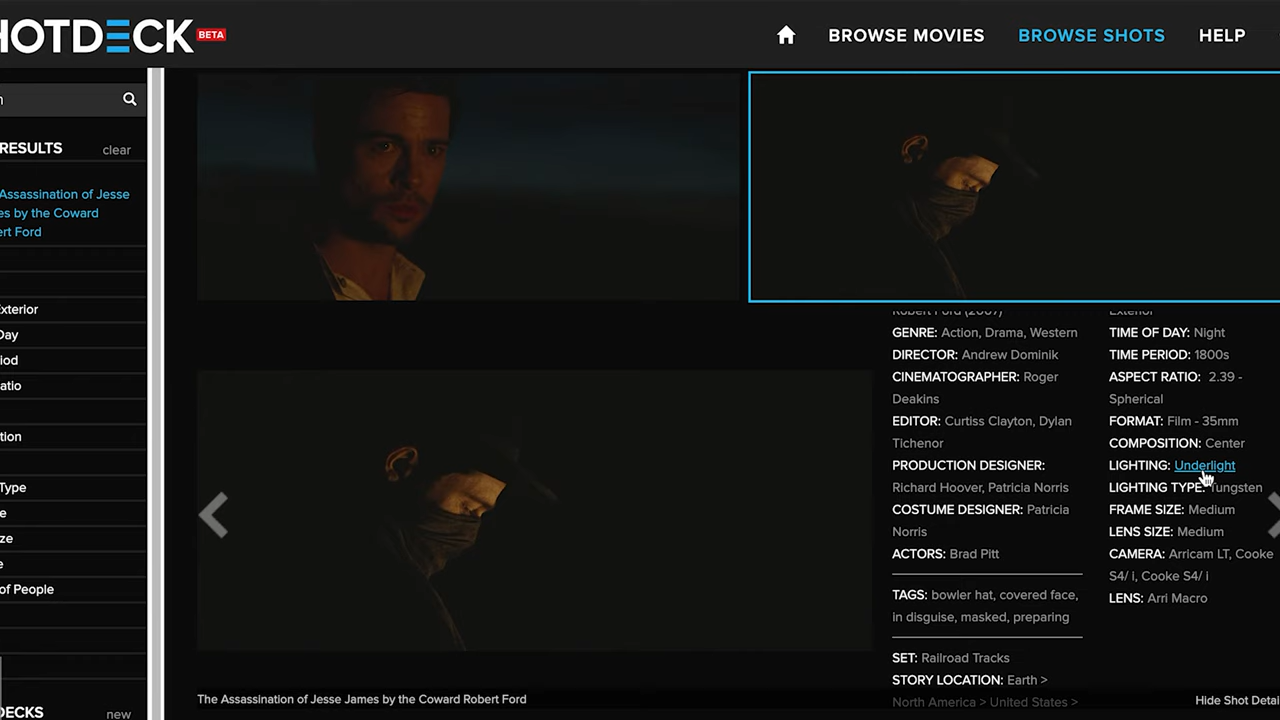 HOTDECK BETA
BROWSE MOVIES
BROWSE SHOTS
HELP
RESULTS
clear
Assassination of Jesse
es by the Coward
ert Ford
Exterior
Day
iod
atio
tion
Type
e
ze
e
of People
DECKS
new
Robert Ford (2007)
GENRE: Action, Drama, Western
DIRECTOR: Andrew Dominik
CINEMATOGRAPHER: Roger
Deakins
EDITOR: Curtiss Clayton, Dylan
Tichenor
PRODUCTION DESIGNER:
Richard Hoover, Patricia Norris
COSTUME DESIGNER: Patricia
Norris
ACTORS: Brad Pitt
TAGS: bowler hat, covered face,
in disguise, masked, preparing
SET: Railroad Tracks
STORY LOCATION: Earth >
North America > United States >
Exterior
TIME OF DAY: Night
TIME PERIOD: 1800s
ASPECT RATIO: 2.39 -
Spherical
FORMAT: Film - 35mm
COMPOSITION: Center
LIGHTING: Underlight
LIGHTING TYPE: Tungsten
FRAME SIZE: Medium
LENS SIZE: Medium
CAMERA: Arricam LT, Cooke
S4/ i, Cooke S4/ i
LENS: Arri Macro
The Assassination of Jesse James by the Coward Robert Ford
Hide Shot Detai